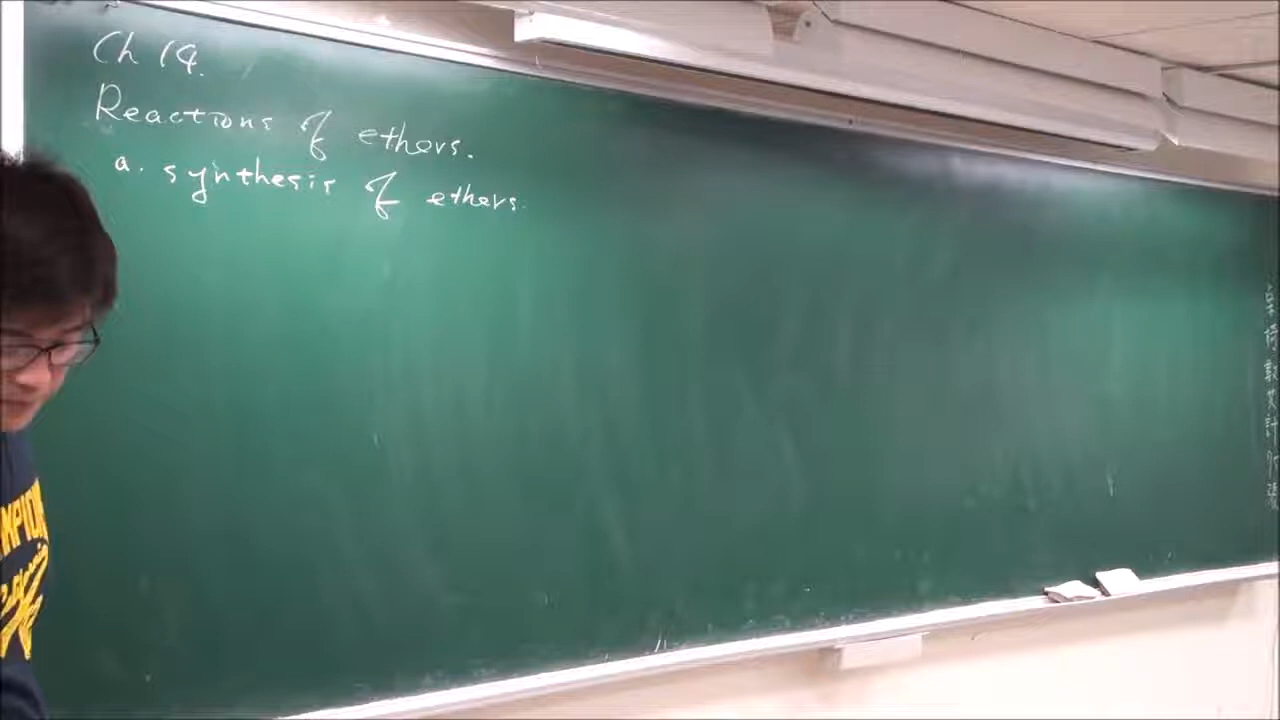 Ch 14.
Reactions of ethers.
a. synthesis of ethers.